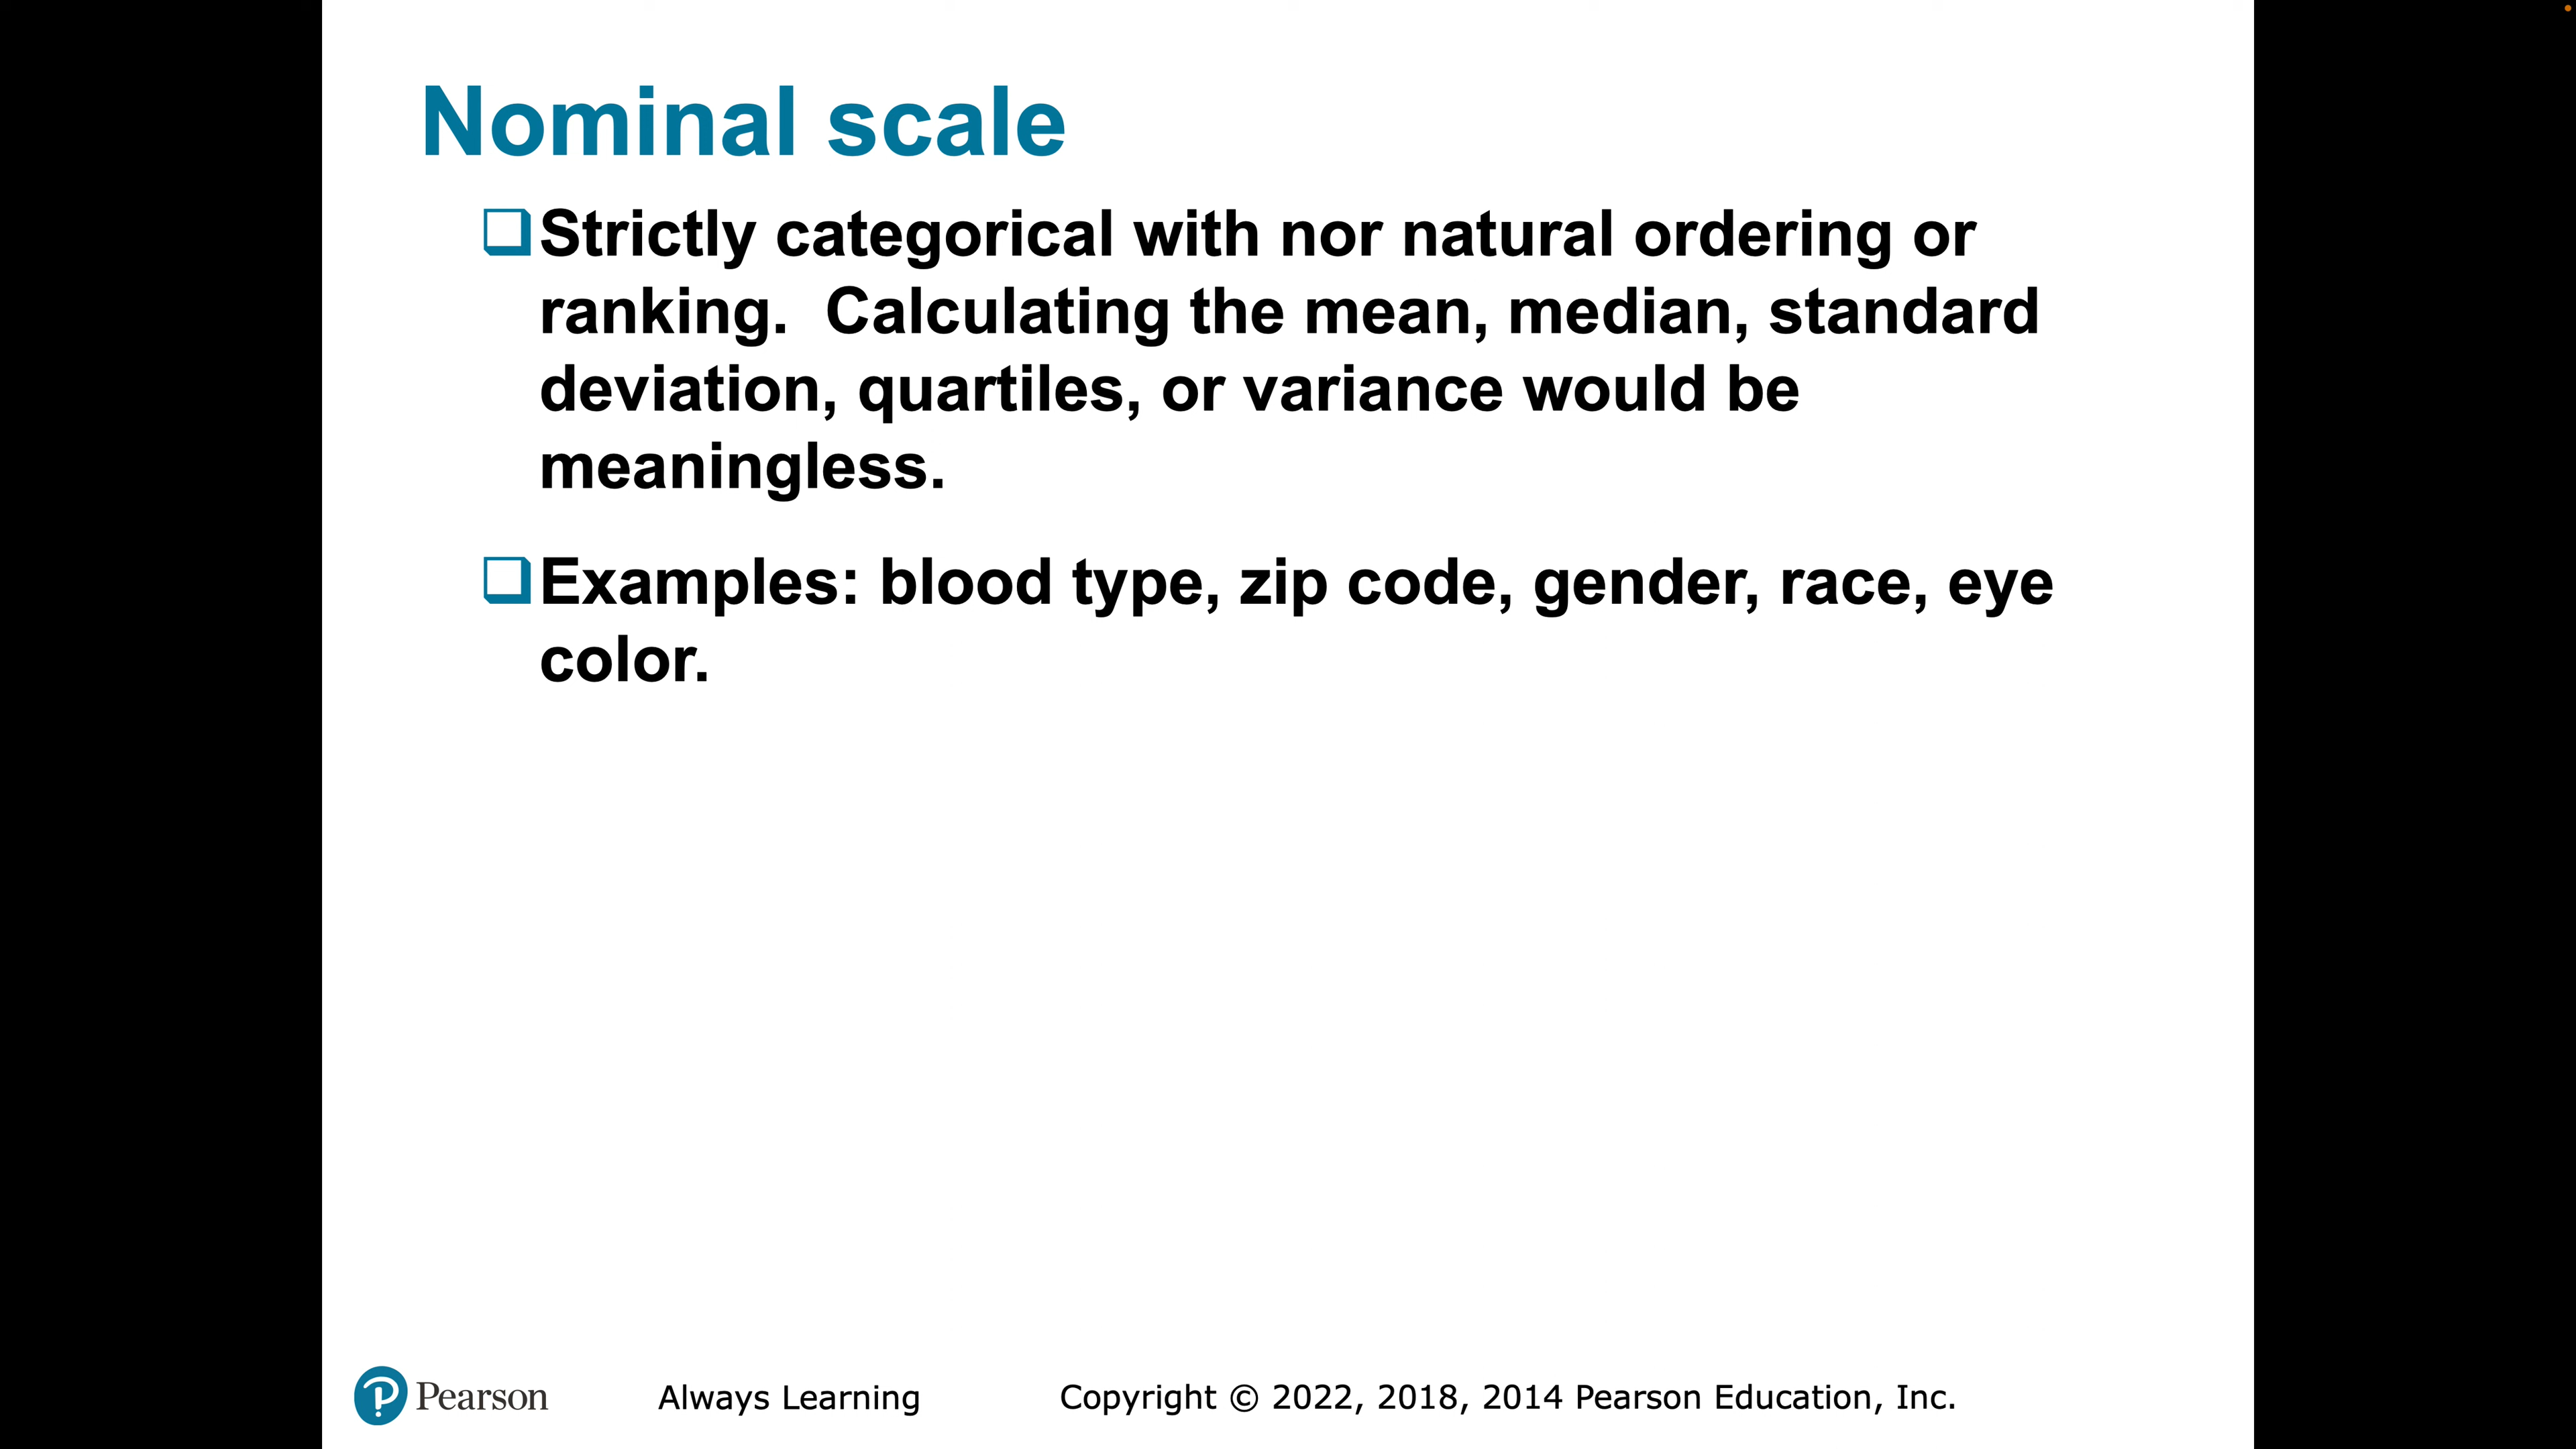 Nominal scale
Strictly categorical with nor natural ordering or
ranking.  Calculating the mean, median, standard
deviation, quartiles, or variance would be
meaningless.
Examples: blood type, zip code, gender, race, eye
color.
Pearson Always Learning Copyright © 2022, 2018, 2014 Pearson Education, Inc.